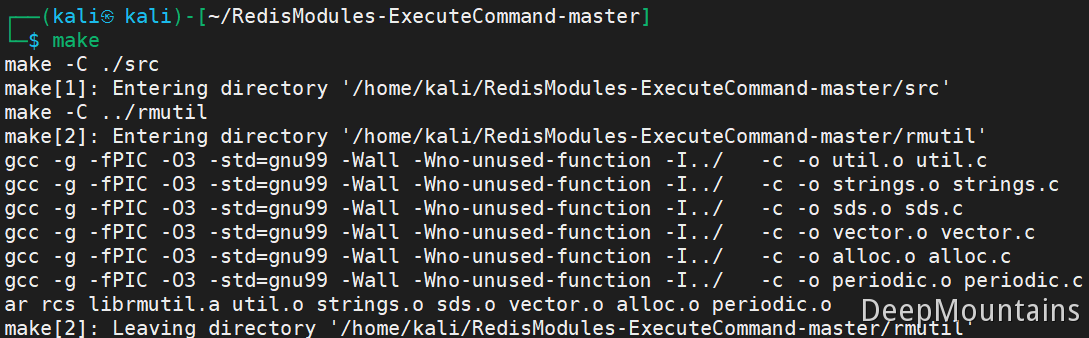 ┌──(kali㉿ kali)-[~/RedisModules-ExecuteCommand-master]
└─$ make
make -C ./src
make[1]: Entering directory '/home/kali/RedisModules-ExecuteCommand-master/src'
make -C ../rmutil
make[2]: Entering directory '/home/kali/RedisModules-ExecuteCommand-master/rmutil'
gcc -g -fPIC -O3 -std=gnu99 -Wall -Wno-unused-function -I../   -c -o util.o util.c
gcc -g -fPIC -O3 -std=gnu99 -Wall -Wno-unused-function -I../   -c -o strings.o strings.c
gcc -g -fPIC -O3 -std=gnu99 -Wall -Wno-unused-function -I../   -c -o sds.o sds.c
gcc -g -fPIC -O3 -std=gnu99 -Wall -Wno-unused-function -I../   -c -o vector.o vector.c
gcc -g -fPIC -O3 -std=gnu99 -Wall -Wno-unused-function -I../   -c -o alloc.o alloc.c
gcc -g -fPIC -O3 -std=gnu99 -Wall -Wno-unused-function -I../   -c -o periodic.o periodic.c
ar rcs librmutil.a util.o strings.o sds.o vector.o alloc.o periodic.o
make[2]: Leaving directory '/home/kali/RedisModules-ExecuteCommand-master/rmutil'
DeepMountains